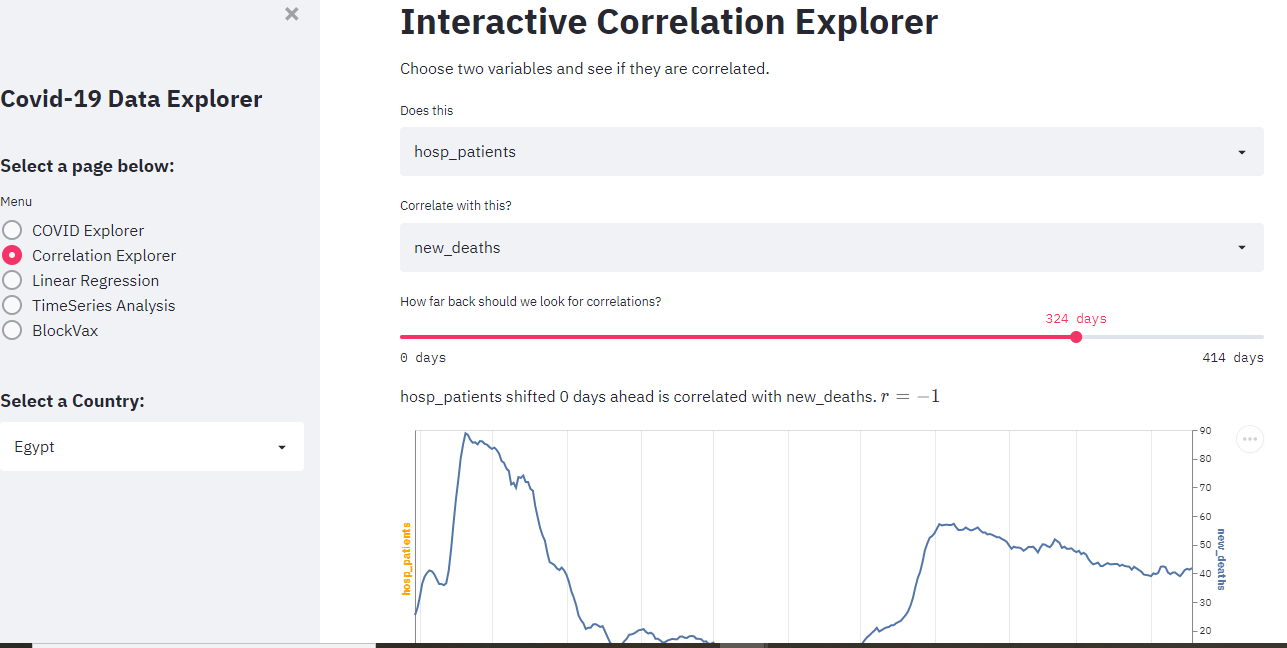 Covid-19 Data Explorer
Select a page below:
Menu
COVID Explorer
Correlation Explorer
Linear Regression
TimeSeries Analysis
BlockVax
Select a Country:
Egypt
Interactive Correlation Explorer
Choose two variables and see if they are correlated.
Does this
hosp_patients
Correlate with this?
new_deaths
How far back should we look for correlations?
324 days
0 days
414 days
hosp_patients shifted 0 days ahead is correlated with new_deaths. r = −1
hosp_patients
90
80
70
60
50
40
30
20
new_deaths